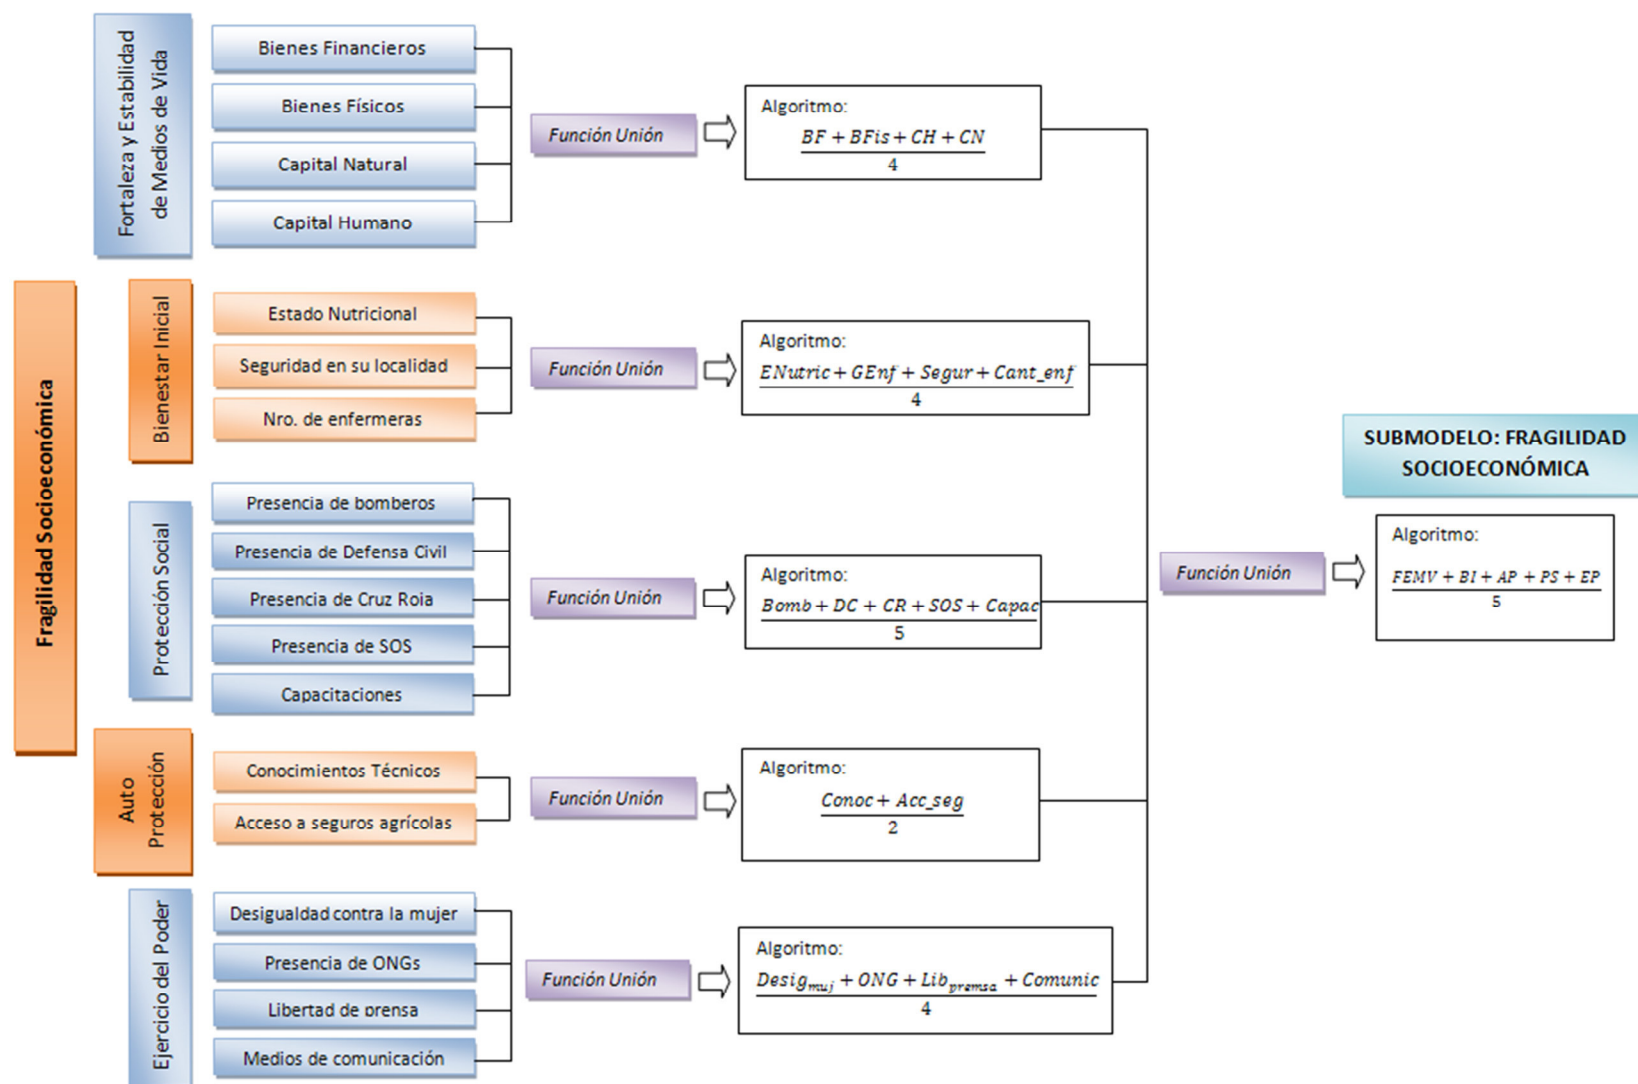 Fragilidad Socioeconómica
Fortaleza y Estabilidad
de Medios de Vida
Bienes Financieros
Bienes Físicos
Capital Natural
Capital Humano
Función Unión
Algoritmo:
BF + BFis + CH + CN
4
Bienestar Inicial
Estado Nutricional
Seguridad en su localidad
Nro. de enfermeras
Función Unión
Algoritmo:
ENutric + GEnf + Segur + Cant_enf
4
Protección Social
Presencia de bomberos
Presencia de Defensa Civil
Presencia de Cruz Roia
Presencia de SOS
Capacitaciones
Función Unión
Algoritmo:
Bomb + DC + CR + SOS + Capac
5
Auto
Protección
Conocimientos Técnicos
Acceso a seguros agrícolas
Función Unión
Algoritmo:
Conoc + Acc_seg
2
Ejercicio del Poder
Desigualdad contra la mujer
Presencia de ONGs
Libertad de prensa
Medios de comunicación
Función Unión
Algoritmo:
Desig_muj + ONG + Lib_premsa + Comunic
4
Función Unión
SUBMODELO: FRAGILIDAD
SOCIOECONÓMICA
Algoritmo:
FEMV + BI + AP + PS + EP
5